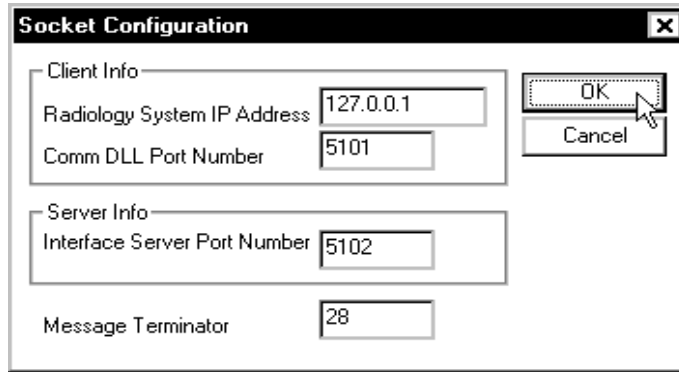 Socket Configuration
Client Info
Radiology System IP Address 127.0.0.1
Comm DLL Port Number 5101
OK
Cancel
Server Info
Interface Server Port Number 5102
Message Terminator 28